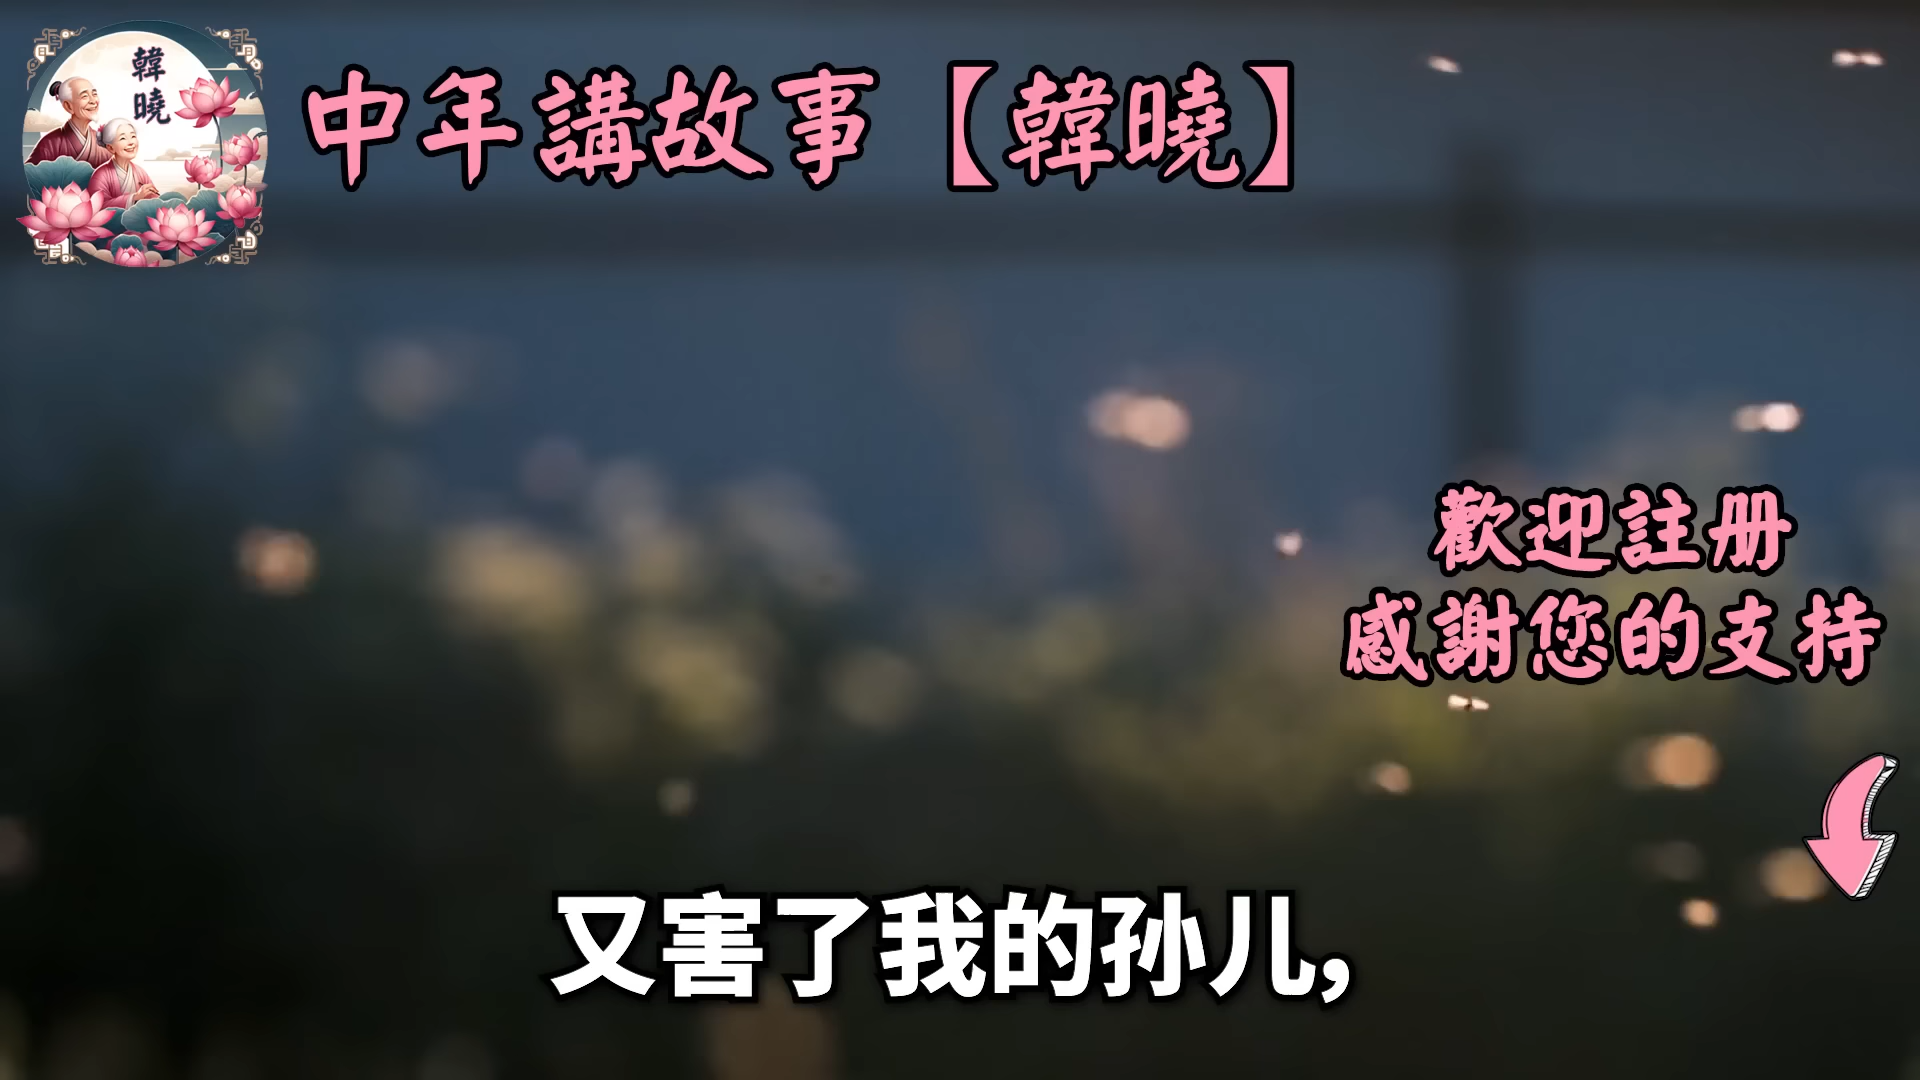 韓
曉
中年講故事【韓曉】
歡迎註册
感謝您的支持
又害了我的孙儿,